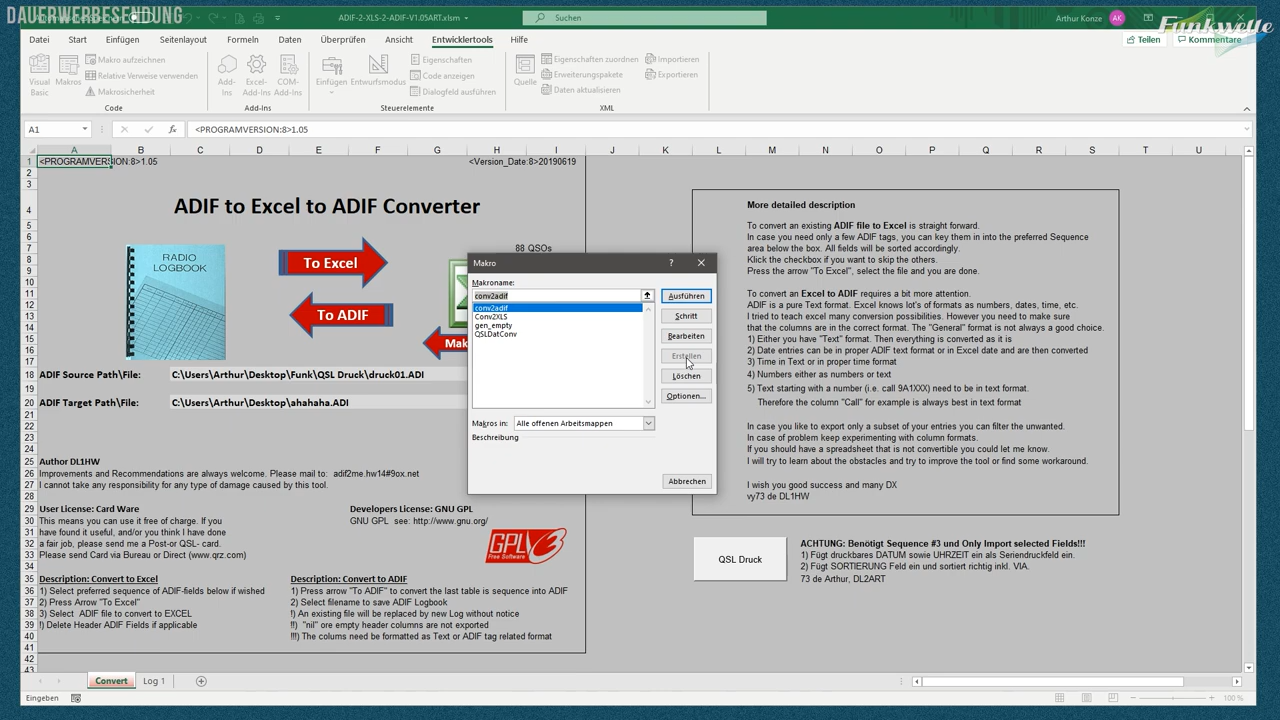 DAUERWERBESENDUNG
ADIF-2-XLS-2-ADIF-V1.05ART.xlsm
Suchen
Arthur Konze
AK
Funkwelle
Datei Start Einfügen Seitenlayout Formeln Daten Überprüfen Ansicht Entwicklertools Hilfe
Teilen
Kommentare
Visual Basic
Makros
Makro aufzeichnen
Relative Verweise verwenden
Makrosicherheit
Code
Add-Ins
Excel-Add-Ins
COM-Add-Ins
Add-Ins
Einfügen
Entwurfsmodus
Eigenschaften
Code anzeigen
Dialogfeld ausführen
Steuerelemente
Quelle
Eigenschaften zuordnen
Erweiterungspakete
Daten aktualisieren
Importieren
Exportieren
XML
A1
fx
<PROGRAMVERSION:8>1.05
A B C D E F G H I J K L M N O P Q R S T U
<PROGRAMVERSION:8>1.05
<Version_Date:8>20190619
ADIF to Excel to ADIF Converter
88 QSOs
RADIO LOGBOOK
To Excel
To ADIF
Mak
ADIF Source Path\File: C:\Users\Arthur\Desktop\Funk\QSL Druck\druck01.ADI
ADIF Target Path\File: C:\Users\Arthur\Desktop\ahahaha.ADI
Author DL1HW
Improvements and Recommendations are always welcome. Please mail to: adif2me.hw14#9ox.net
I cannot take any responsibility for any type of damage caused by this tool.
User License: Card Ware
This means you can use it free of charge. If you
have found it useful, and/or you think I have done
a fair job, please send me a Post-or QSL- card.
Please send Card via Bureau or Direct (www.qrz.com)
Developers License: GNU GPL
GNU GPL see: http://www.gnu.org/
GPLv3
Free Software
Description: Convert to Excel
1) Select preferred sequence of ADIF-fields below if wished
2) Press Arrow "To Excel"
3) Select ADIF file to convert to EXCEL
!) Delete Header ADIF Fields if applicable
Description: Convert to ADIF
1) Press arrow "To ADIF" to convert the last table is sequence into ADIF
2) Select filename to save ADIF Logbook
!) An existing file will be replaced by new Log without notice
!!) "nil" ore empty header columns are not exported
!!!) The columns need be formatted as Text or ADIF tag related format
Makro
?
Makroname:
conv2adif
conv2adif
Conv2XLS
gen_empty
QSLDatConv
Ausführen
Schritt
Bearbeiten
Erstellen
Löschen
Optionen...
Makros in: Alle offenen Arbeitsmappen
Beschreibung
Abbrechen
More detailed description
To convert an existing ADIF file to Excel is straight forward.
In case you need only a few ADIF tags, you can key them in into the preferred Sequence
area below the box. All fields will be sorted accordingly.
Klick the checkbox if you want to skip the others.
Press the arrow "To Excel", select the file and you are done.
To convert an Excel to ADIF requires a bit more attention.
ADIF is a pure Text format. Excel knows lot's of formats as numbers, dates, time, etc.
I tried to teach excel many conversion possibilities. However you need to make sure
that the columns are in the correct format. The "General" format is not always a good choice.
1) Either you have "Text" format. Then everything is converted as it is
2) Date entries can be in proper ADIF text format or in Excel date and are then converted
3) Time in Text or in proper time format
4) Numbers either as numbers or text
5) Text starting with a number (i.e. call 9A1XXX) need to be in text format.
Therefore the column "Call" for example is always best in text format
In case you like to export only a subset of your entries you can filter the unwanted.
In case of problem keep experimenting with column formats.
If you should have a spreadsheet that is not convertible you could let me know.
I will try to learn about the obstacles and try to improve the tool or find some workaround.
I wish you good success and many DX
vy73 de DL1HW
QSL Druck
ACHTUNG: Benötigt Sequence #3 und Only Import selected Fields!!!
1) Fügt druckbares DATUM sowie UHRZEIT ein als Seriendruckfeld ein.
2) Fügt SORTIERUNG Feld ein und sortiert richtig inkl. VIA.
73 de Arthur, DL2ART
Convert
Log 1
Eingeben
100 %